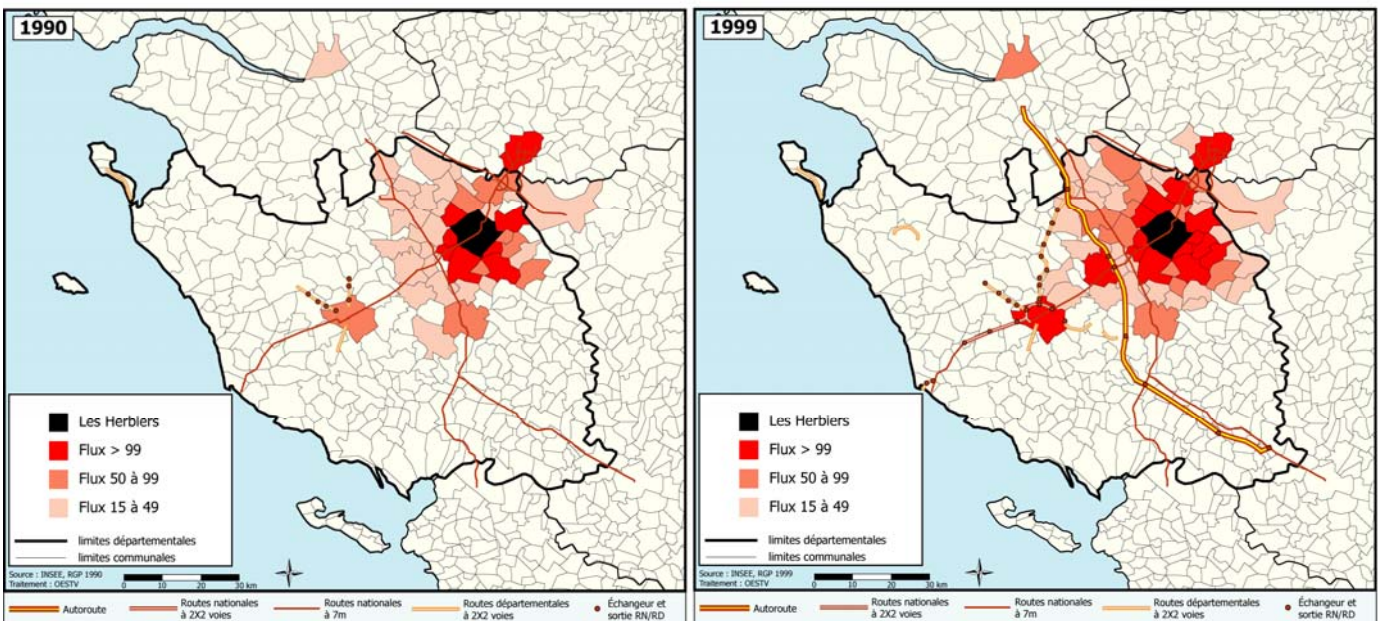 1990
Les Herbiers
Flux > 99
Flux 50 à 99
Flux 15 à 49
limites départementales
limites communales
Source : INSEE, RGP 1990
Traitement : OESTV
0 10 20 30 km
Autoroute
Routes nationales
à 2X2 voies
Routes nationales
à 7m
Routes départementales
à 2X2 voies
Échangeur et
sortie RN/RD
1999
Les Herbiers
Flux > 99
Flux 50 à 99
Flux 15 à 49
limites départementales
limites communales
Source : INSEE, RGP 1999
Traitement : OESTV
0 10 20 30 km
Autoroute
Routes nationales
à 2X2 voies
Routes nationales
à 7m
Routes départementales
à 2X2 voies
Échangeur et
sortie RN/RD